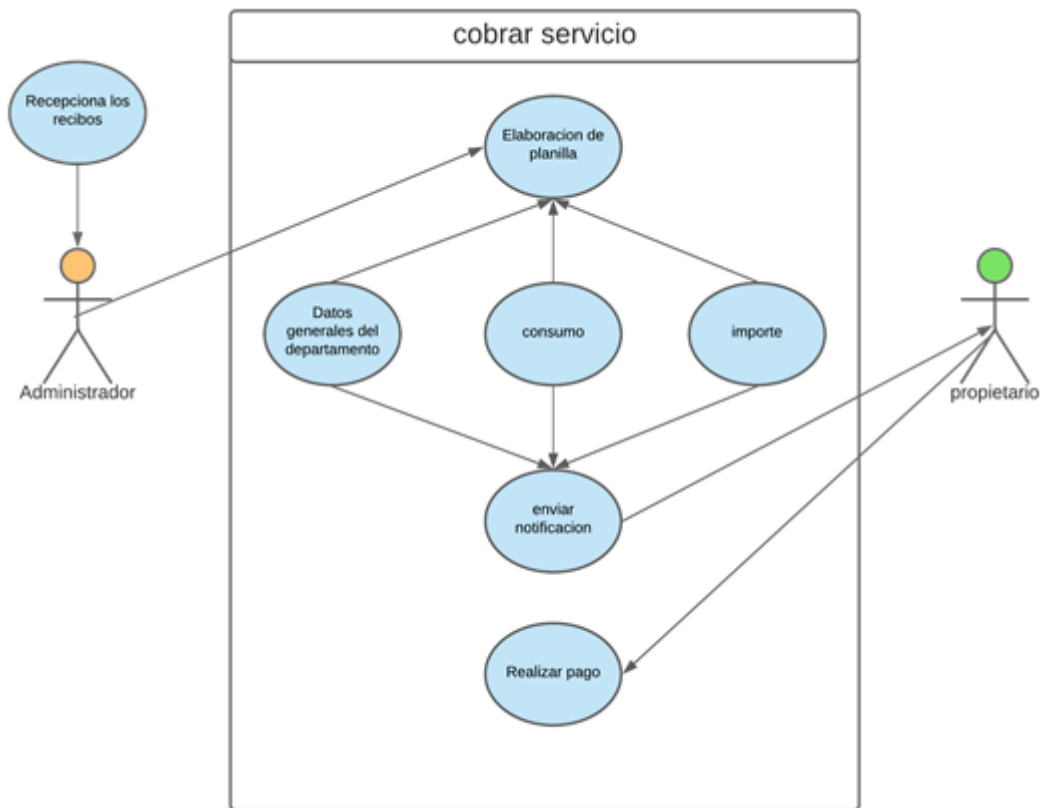 cobrar servicio
Recepciona los
recibos
Elaboracion de
planilla
Datos
generales del
departamento
consumo
importe
Administrador
propietario
enviar
notificacion
Realizar pago